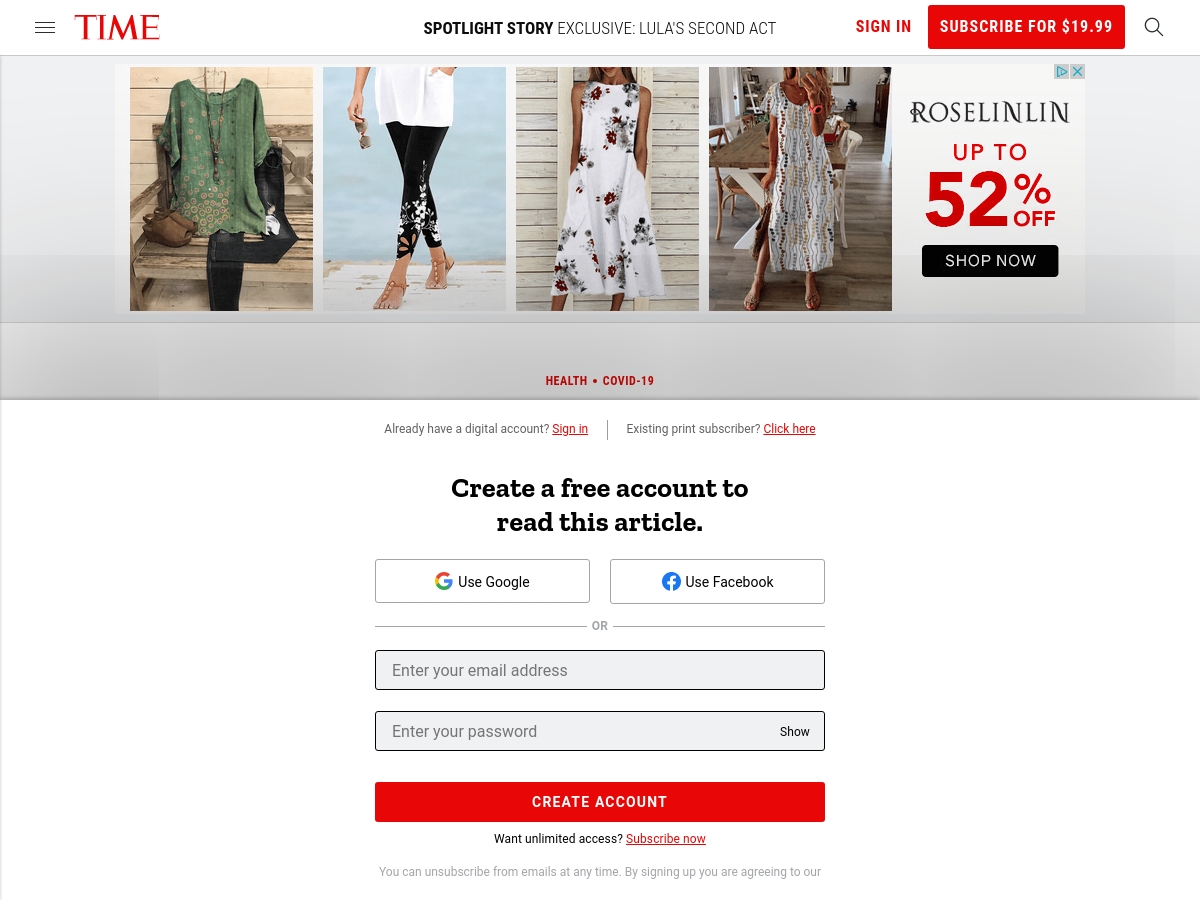 TIME
SPOTLIGHT STORY EXCLUSIVE: LULA'S SECOND ACT
SIGN IN
SUBSCRIBE FOR $19.99
ROSELINLIN
UP TO
52% OFF
SHOP NOW
HEALTH • COVID-19
Already have a digital account? Sign in
Existing print subscriber? Click here
Create a free account to
read this article.
Use Google
Use Facebook
OR
Enter your email address
Enter your password
Show
CREATE ACCOUNT
Want unlimited access? Subscribe now
You can unsubscribe from emails at any time. By signing up you are agreeing to our